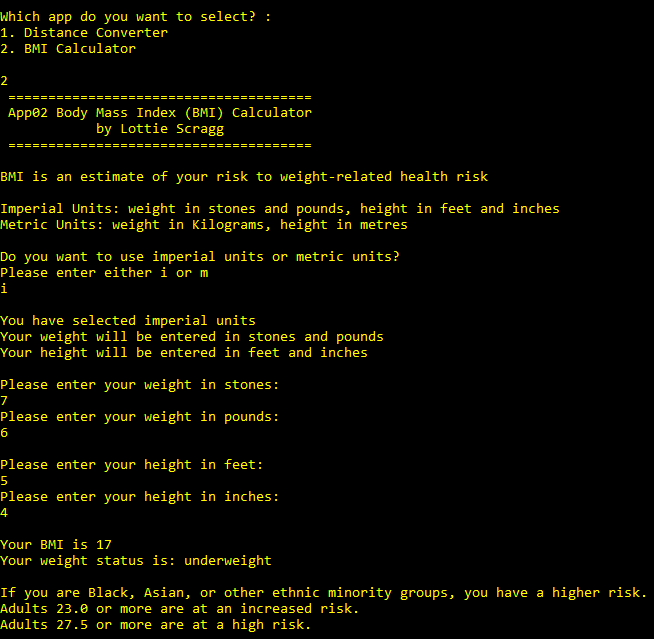 Which app do you want to select? :
1. Distance Converter
2. BMI Calculator
2
======================================
App02 Body Mass Index (BMI) Calculator
by Lottie Scragg
======================================
BMI is an estimate of your risk to weight-related health risk
Imperial Units: weight in stones and pounds, height in feet and inches
Metric Units: weight in Kilograms, height in metres
Do you want to use imperial units or metric units?
Please enter either i or m
i
You have selected imperial units
Your weight will be entered in stones and pounds
Your height will be entered in feet and inches
Please enter your weight in stones:
7
Please enter your weight in pounds:
6
Please enter your height in feet:
5
Please enter your height in inches:
4
Your BMI is 17
Your weight status is: underweight
If you are Black, Asian, or other ethnic minority groups, you have a higher risk.
Adults 23.0 or more are at an increased risk.
Adults 27.5 or more are at a high risk.